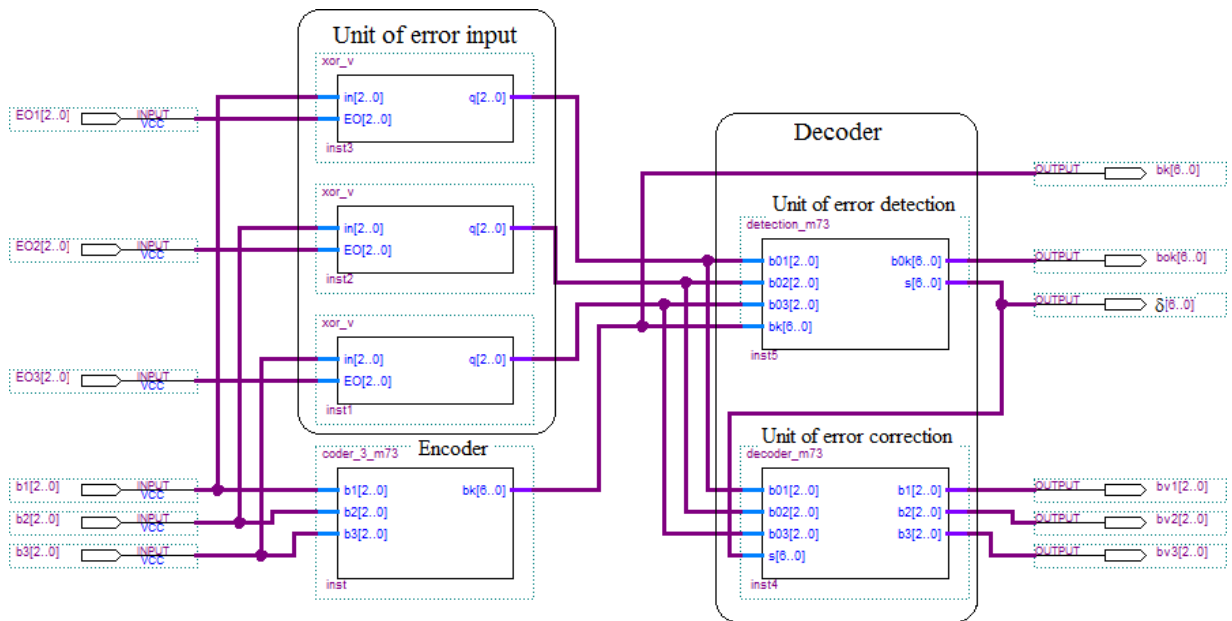 Unit of error input
xor_v
in[2..0] q[2..0]
EO[2..0]
inst3
EO1[2..0] INPUT
VCC
xor_v
in[2..0] q[2..0]
EO[2..0]
inst2
EO2[2..0] INPUT
VCC
xor_v
in[2..0] q[2..0]
EO[2..0]
inst1
EO3[2..0] INPUT
VCC
coder_3_m73 Encoder
b1[2..0] bk[6..0]
b2[2..0]
b3[2..0]
inst
b1[2..0] INPUT
VCC
b2[2..0] INPUT
VCC
b3[2..0] INPUT
VCC
Decoder
Unit of error detection
detection_m73
b01[2..0] b0k[6..0]
b02[2..0] s[6..0]
b03[2..0]
bk[6..0]
inst5
Unit of error correction
decoder_m73
b01[2..0] b1[2..0]
b02[2..0] b2[2..0]
b03[2..0] b3[2..0]
s[6..0]
inst4
OUTPUT bk[6..0]
OUTPUT bok[6..0]
OUTPUT δ[6..0]
OUTPUT bv1[2..0]
OUTPUT bv2[2..0]
OUTPUT bv3[2..0]